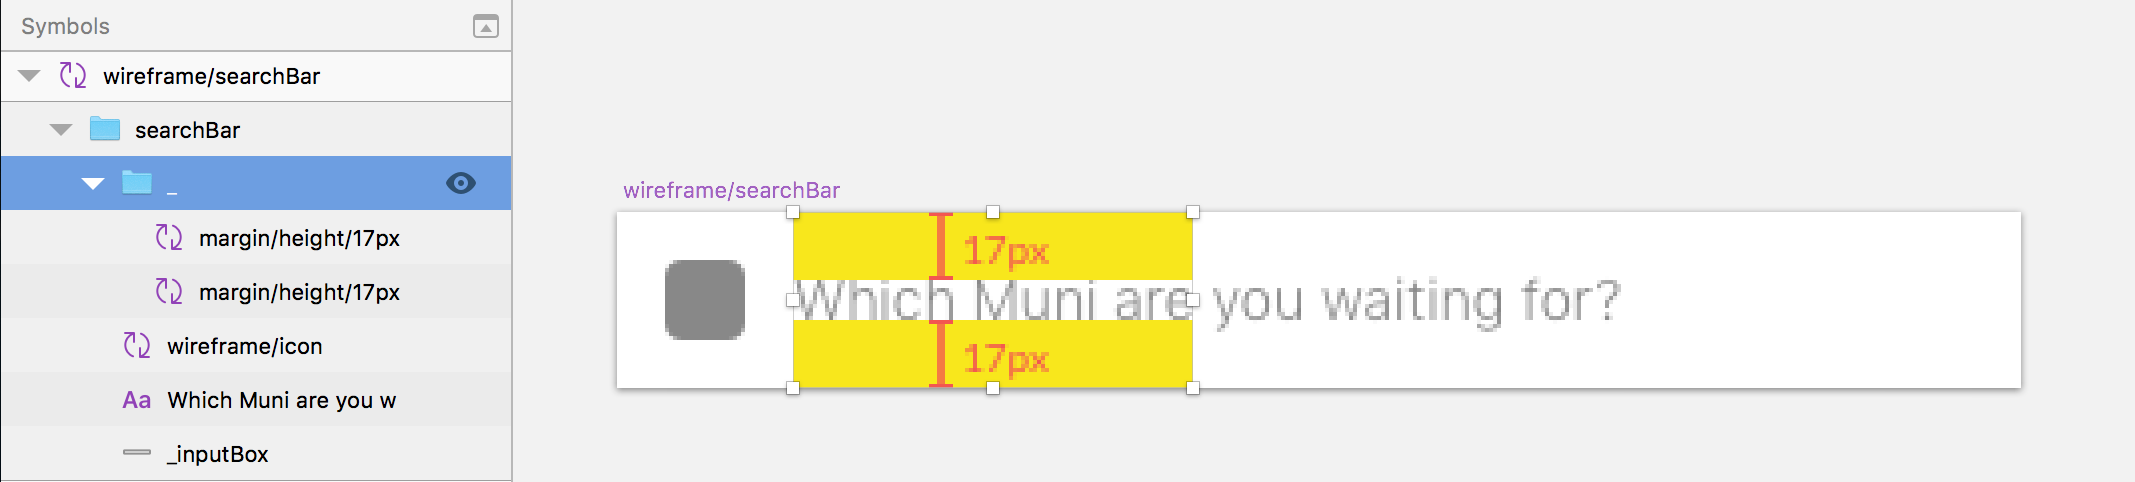 Symbols
wireframe/searchBar
searchBar
_
margin/height/17px
margin/height/17px
wireframe/icon
Aa Which Muni are you w
_inputBox
wireframe/searchBar
17px
Which Muni are you waiting for?
17px